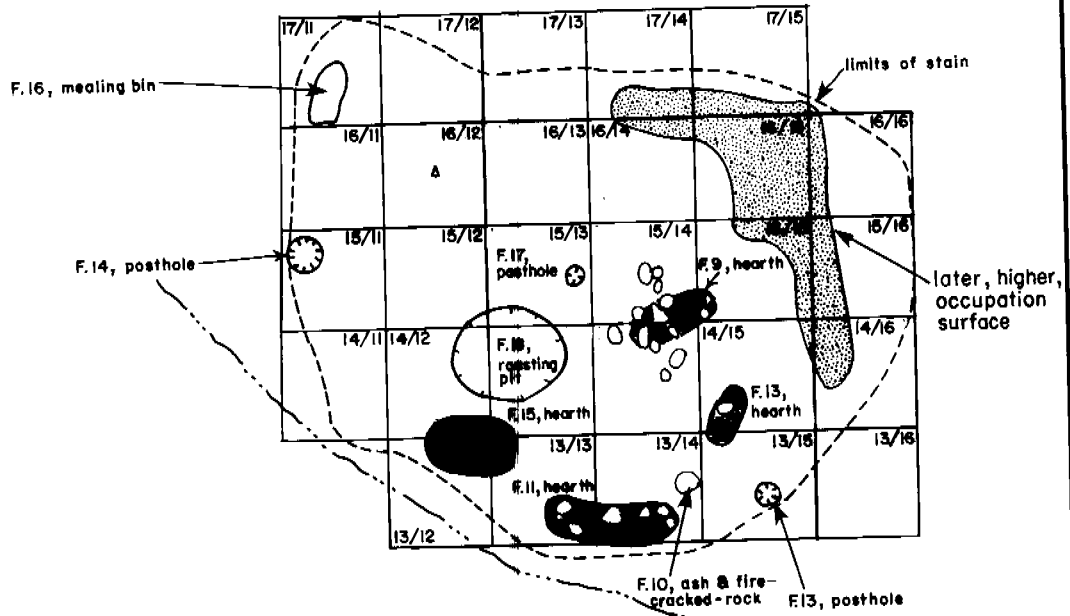 17/11
17/12
17/13
17/14
17/15
limits of stain
F.16, mealing bin
16/11
16/12
16/13
16/14
16/16
15/11
15/12
15/13
15/14
15/16
F.14, posthole
F.17,
posthole
F.9, hearth
later, higher,
occupation
surface
14/11
14/12
14/15
14/16
roasting
pit
F.15, hearth
F.13,
hearth
13/13
13/14
13/15
13/16
F.11, hearth
13/12
F.10, ash & fire-
cracked-rock
F.13, posthole